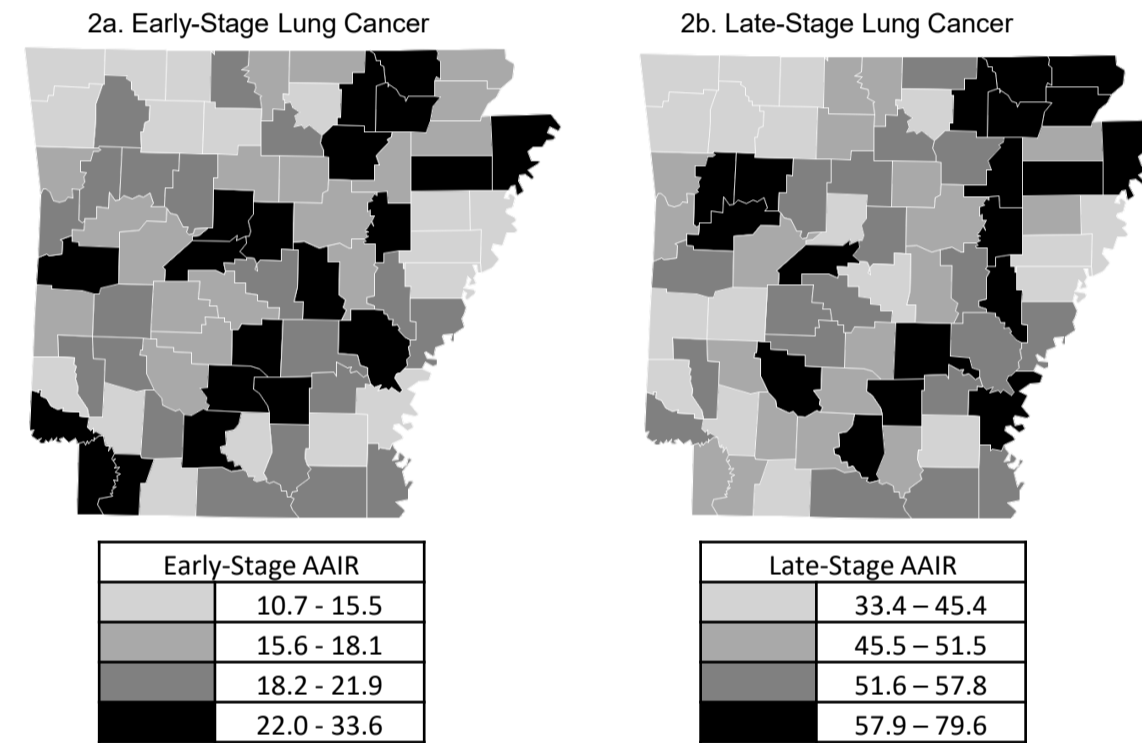 2a. Early-Stage Lung Cancer
2b. Late-Stage Lung Cancer
Early-Stage AAIR
10.7 - 15.5
15.6 - 18.1
18.2 - 21.9
22.0 - 33.6
Late-Stage AAIR
33.4 – 45.4
45.5 – 51.5
51.6 – 57.8
57.9 – 79.6